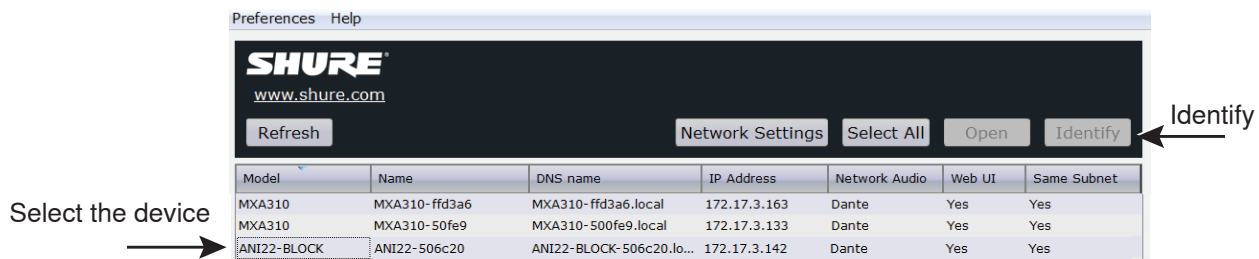 Preferences Help
SHURE
www.shure.com
Refresh Network Settings Select All Open Identify
Identify
Model Name DNS name IP Address Network Audio Web UI Same Subnet
MXA310 MXA310-ffd3a6 MXA310-ffd3a6.local 172.17.3.163 Dante Yes Yes
Select the device
MXA310 MXA310-50fe9 MXA310-500fe9.local 172.17.3.133 Dante Yes Yes
ANI22-BLOCK ANI22-506c20 ANI22-BLOCK-506c20.lo... 172.17.3.142 Dante Yes Yes